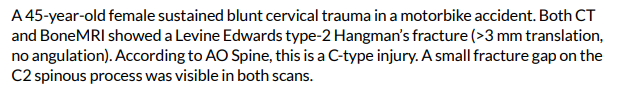 A 45-year-old female sustained blunt cervical trauma in a motorbike accident. Both CT
and BoneMRI showed a Levine Edwards type-2 Hangman's fracture (>3 mm translation,
no angulation). According to AO Spine, this is a C-type injury. A small fracture gap on the
C2 spinous process was visible in both scans.